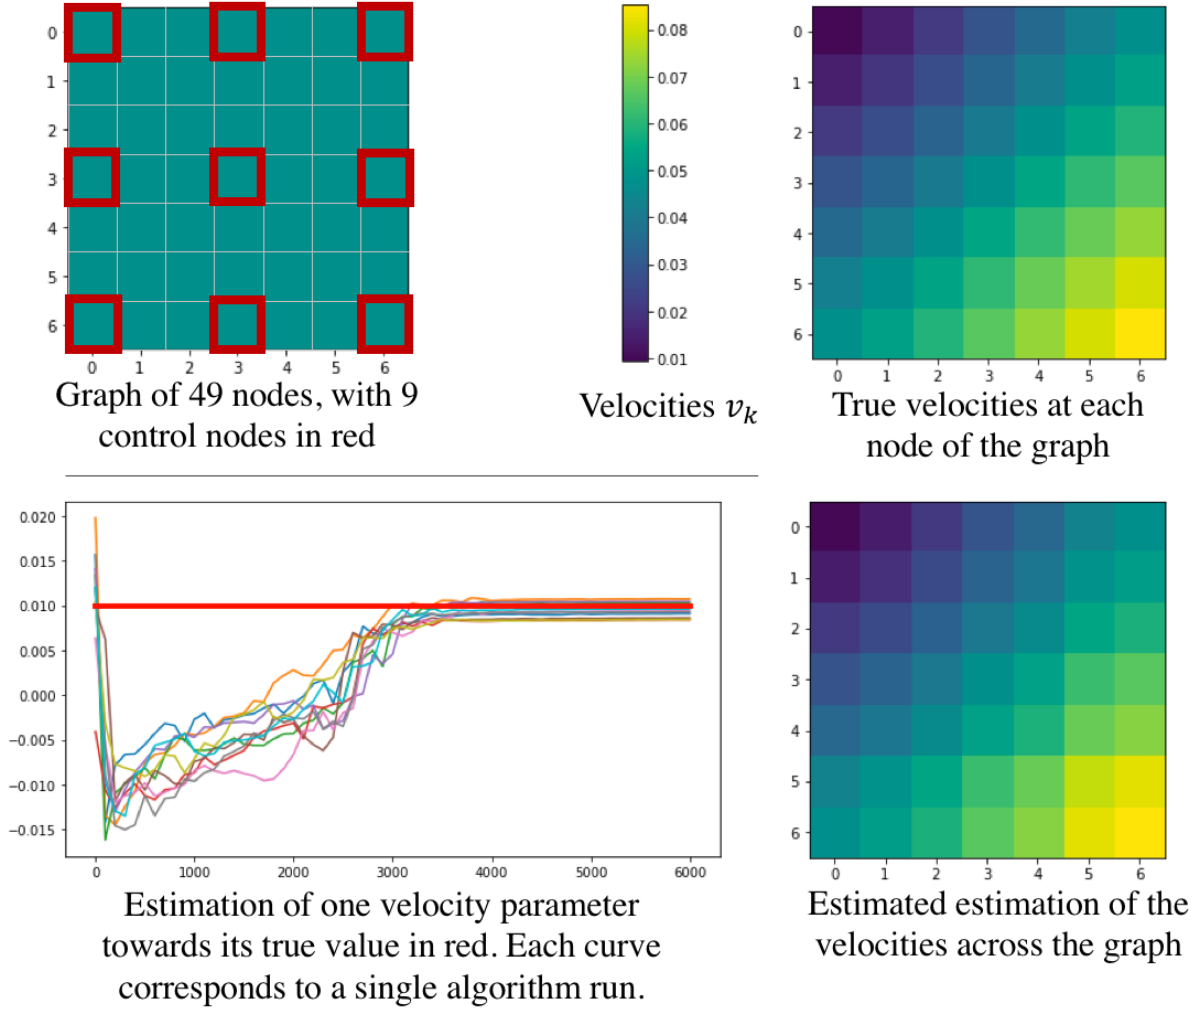 0
1
2
3
4
5
6
0 1 2 3 4 5 6
Graph of 49 nodes, with 9
control nodes in red
0.08
0.07
0.06
0.05
0.04
0.03
0.02
0.01
Velocities v_k
0
1
2
3
4
5
6
0 1 2 3 4 5 6
True velocities at each
node of the graph
0.020
0.015
0.010
0.005
0.000
−0.005
−0.010
−0.015
0 1000 2000 3000 4000 5000 6000
Estimation of one velocity parameter
towards its true value in red. Each curve
corresponds to a single algorithm run.
0
1
2
3
4
5
6
0 1 2 3 4 5 6
Estimated estimation of the
velocities across the graph